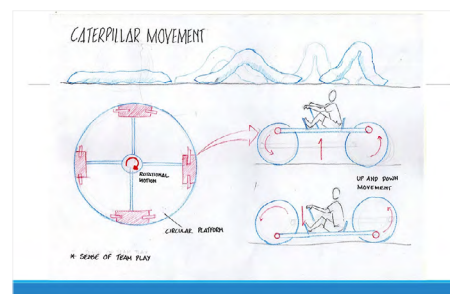 CATERPILLAR MOVEMENT
ROTATIONAL
MOTION
CIRCULAR PLATFORM
UP AND DOWN
MOVEMENT
* SENSE OF TEAM PLAY